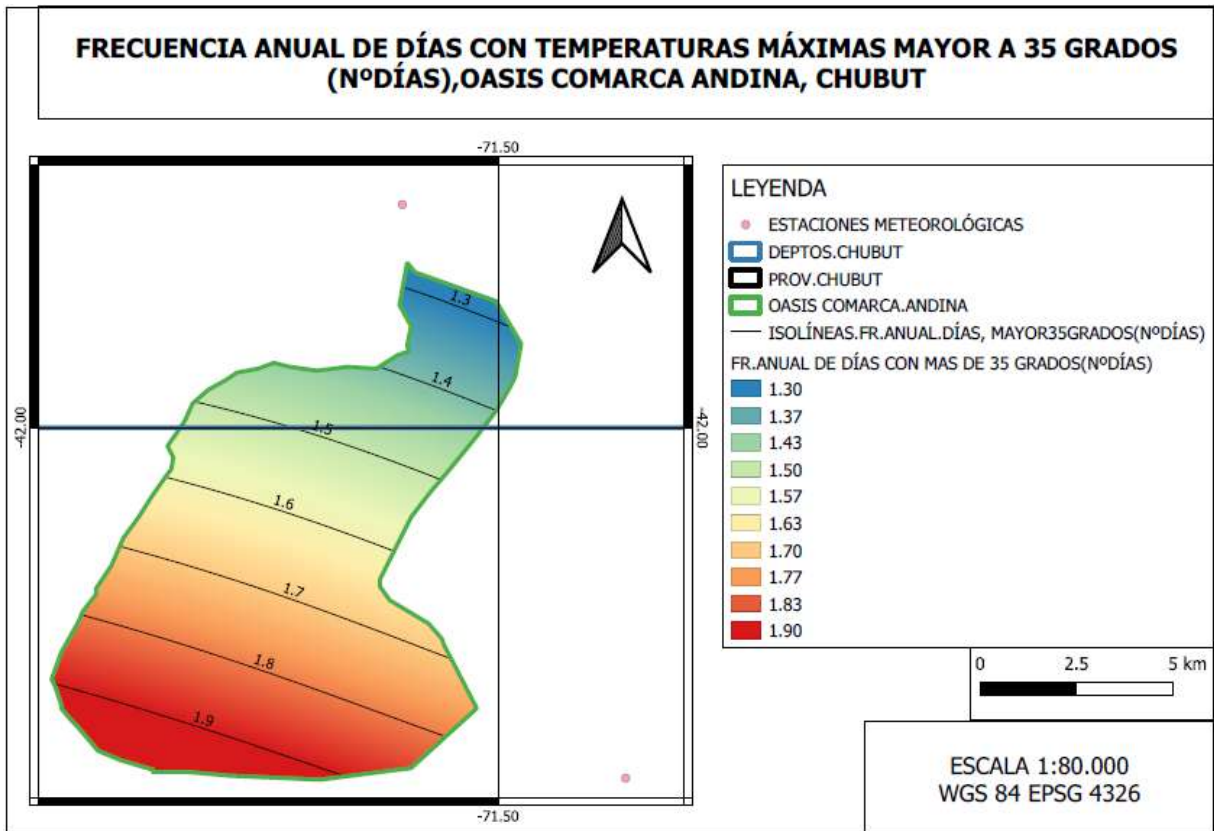 FRECUENCIA ANUAL DE DÍAS CON TEMPERATURAS MÁXIMAS MAYOR A 35 GRADOS
(NºDÍAS),OASIS COMARCA ANDINA, CHUBUT
-71.50
-42.00
-42.00
1.3
1.4
1.5
1.6
1.7
1.8
1.9
-71.50
LEYENDA
ESTACIONES METEOROLÓGICAS
DEPTOS.CHUBUT
PROV.CHUBUT
OASIS COMARCA.ANDINA
ISOLÍNEAS.FR.ANUAL.DÍAS, MAYOR35GRADOS(NºDÍAS)
FR.ANUAL DE DÍAS CON MAS DE 35 GRADOS(NºDÍAS)
1.30
1.37
1.43
1.50
1.57
1.63
1.70
1.77
1.83
1.90
0 2.5 5 km
ESCALA 1:80.000
WGS 84 EPSG 4326